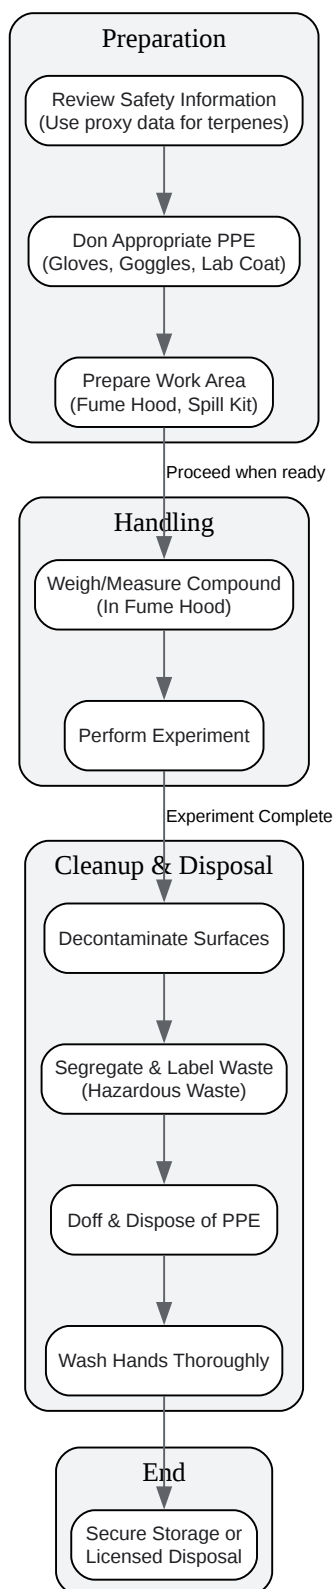 Preparation
Review Safety Information
(Use proxy data for terpenes)
Don Appropriate PPE
(Gloves, Goggles, Lab Coat)
Prepare Work Area
(Fume Hood, Spill Kit)
Proceed when ready
Handling
Weigh/Measure Compound
(In Fume Hood)
Perform Experiment
Experiment Complete
Cleanup & Disposal
Decontaminate Surfaces
Segregate & Label Waste
(Hazardous Waste)
Doff & Dispose of PPE
Wash Hands Thoroughly
End
Secure Storage or
Licensed Disposal